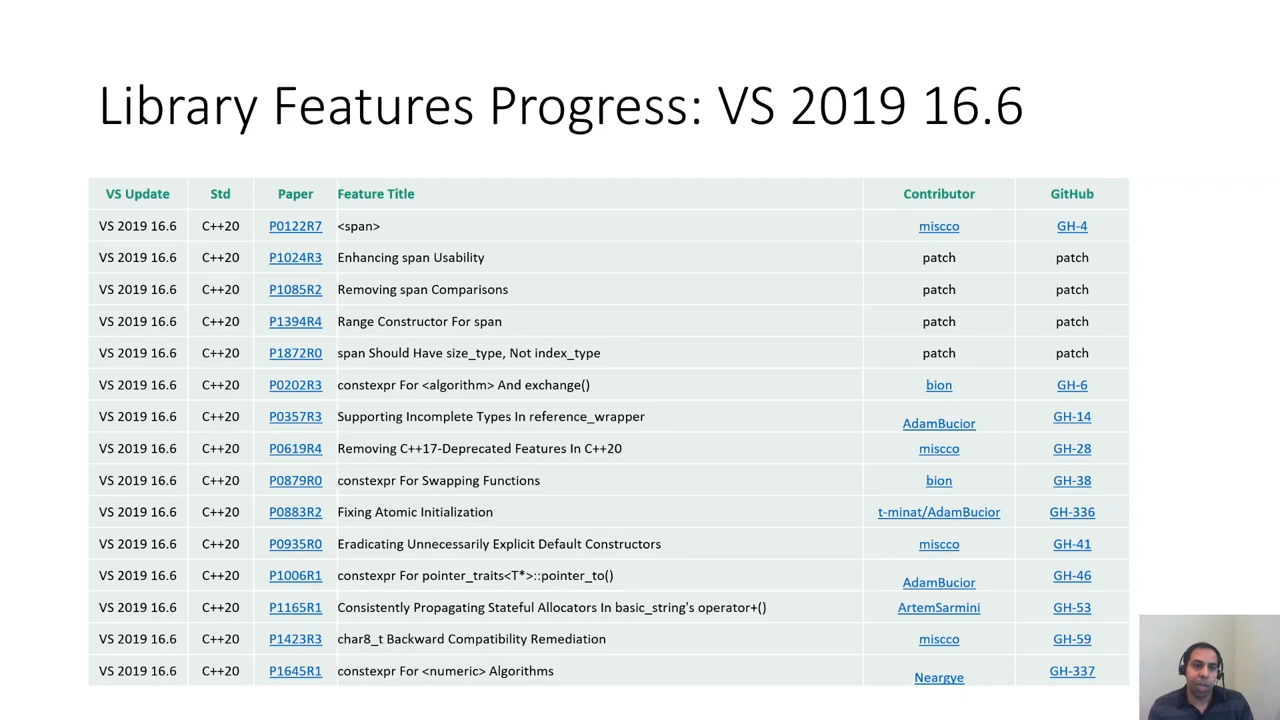 Library Features Progress: VS 2019 16.6
VS Update Std Paper Feature Title Contributor GitHub
VS 2019 16.6 C++20 P0122R7 <span> miscco GH-4
VS 2019 16.6 C++20 P1024R3 Enhancing span Usability patch patch
VS 2019 16.6 C++20 P1085R2 Removing span Comparisons patch patch
VS 2019 16.6 C++20 P1394R4 Range Constructor For span patch patch
VS 2019 16.6 C++20 P1872R0 span Should Have size_type, Not index_type patch patch
VS 2019 16.6 C++20 P0202R3 constexpr For <algorithm> And exchange() bion GH-6
VS 2019 16.6 C++20 P0357R3 Supporting Incomplete Types In reference_wrapper AdamBucior GH-14
VS 2019 16.6 C++20 P0619R4 Removing C++17-Deprecated Features In C++20 miscco GH-28
VS 2019 16.6 C++20 P0879R0 constexpr For Swapping Functions bion GH-38
VS 2019 16.6 C++20 P0883R2 Fixing Atomic Initialization t-minat/AdamBucior GH-336
VS 2019 16.6 C++20 P0935R0 Eradicating Unnecessarily Explicit Default Constructors miscco GH-41
VS 2019 16.6 C++20 P1006R1 constexpr For pointer_traits<T*>::pointer_to() AdamBucior GH-46
VS 2019 16.6 C++20 P1165R1 Consistently Propagating Stateful Allocators In basic_string's operator+() ArtemSarmini GH-53
VS 2019 16.6 C++20 P1423R3 char8_t Backward Compatibility Remediation miscco GH-59
VS 2019 16.6 C++20 P1645R1 constexpr For <numeric> Algorithms Neargye GH-337